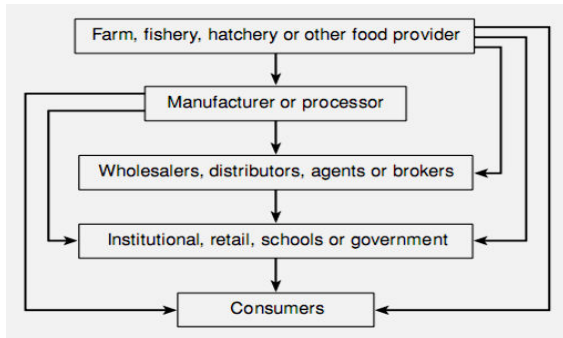 Farm, fishery, hatchery or other food provider
Manufacturer or processor
Wholesalers, distributors, agents or brokers
Institutional, retail, schools or government
Consumers